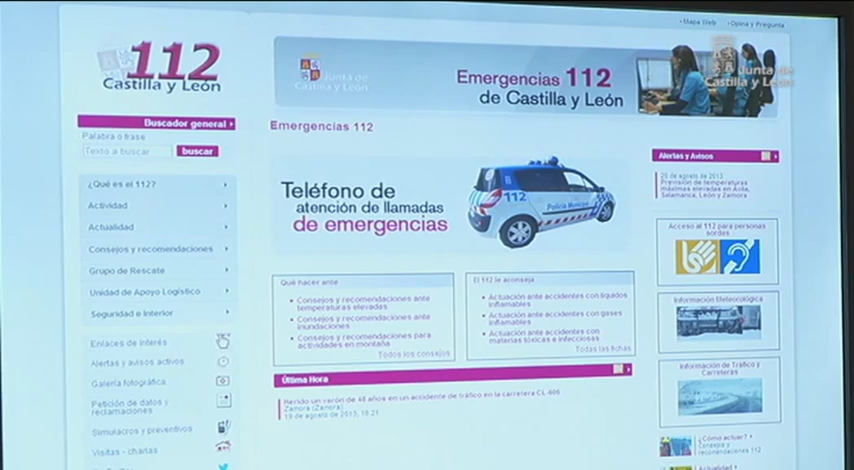 • Mapa Web • Opina y Pregunta
112
Castilla y León
Junta de
Castilla y León
Emergencias 112
de Castilla y León
Junta de
Castilla y León
Buscador general
Palabra o frase
Texto a buscar buscar
¿Qué es el 112?
Actividad
Actualidad
Consejos y recomendaciones
Grupo de Rescate
Unidad de Apoyo Logístico
Seguridad e Interior
Enlaces de interés
Alertas y avisos activos
Galería fotográfica
Petición de datos y
reclamaciones
Simulacros y preventivos
Visitas - charlas
Emergencias 112
Teléfono de
atención de llamadas
de emergencias
112
Policía Municipal
Qué hacer ante
• Consejos y recomendaciones ante
temperaturas elevadas
• Consejos y recomendaciones ante
inundaciones
• Consejos y recomendaciones para
actividades en montaña
Todos los consejos
El 112 le aconseja
• Actuación ante accidentes con líquidos
inflamables
• Actuación ante accidentes con gases
inflamables
• Actuación ante accidentes con
materias tóxicas e infecciosas
Todas las fichas
Última Hora
Herido un varón de 48 años en un accidente de tráfico en la carretera CL-606
Zamora (Zamora)
19 de agosto de 2013, 18:21
Alertas y Avisos
20 de agosto de 2013
Previsión de temperaturas
máximas elevadas en Ávila,
Salamanca, León y Zamora
Acceso al 112 para personas
sordas
Información Meteorológica
Información de Tráfico y
Carreteras
¿Cómo actuar?
Consejos y
recomendaciones 112
Actualidad